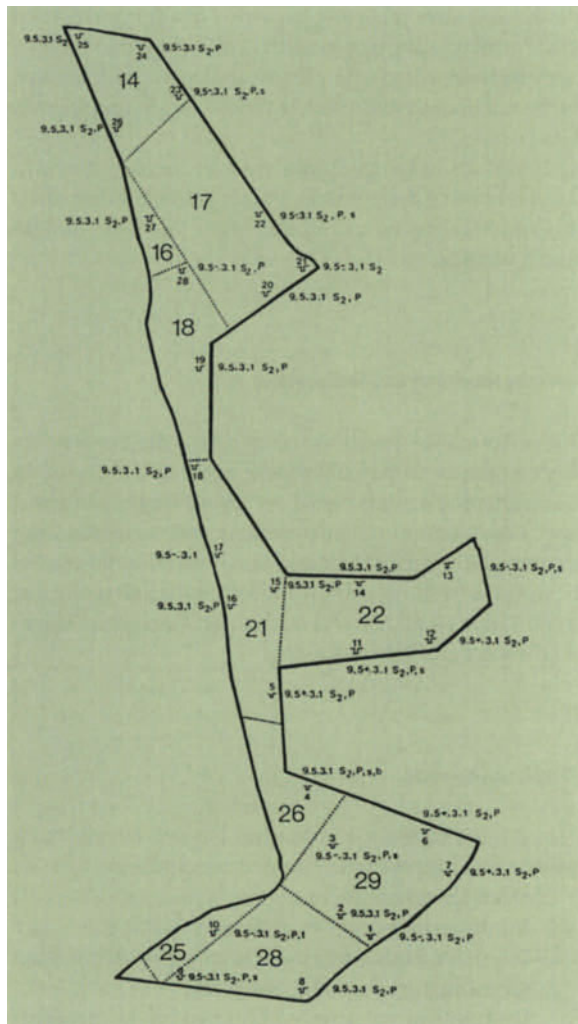 9.5.3.1 S2
25
24
9.5-.3.1 S2,P
14
23
9.5-.3.1 S2,P,s
26
9.5.3.1 S2,P
17
9.5.3.1 S2,P
27
22
9.5-.3.1 S2,P,s
16
28
9.5-.3.1 S2,P
21
9.5-.3.1 S2
20
9.5.3.1 S2,P
18
19
9.5.3.1 S2,P
9.5.3.1 S2,P
18
9.5-.3.1
17
9.5.3.1 S2,P
13
9.5-.3.1 S2,P,s
15
9.5.3.1 S2,P
14
9.5.3.1 S2,P
16
21
22
12
9.5+.3.1 S2,P
11
9.5+.3.1 S2,P,s
5
9.5+.3.1 S2,P
9.5.3.1 S2,P,s,b
4
26
9.5+.3.1 S2,P
6
3
9.5-.3.1 S2,P,s
7
9.5+.3.1 S2,P
29
2
9.5.3.1 S2,P
1
9.5-.3.1 S2,P
10
9.5-.3.1 S2,P,t
25
28
9.5-.3.1 S2,P,s
8
9.5.3.1 S2,P